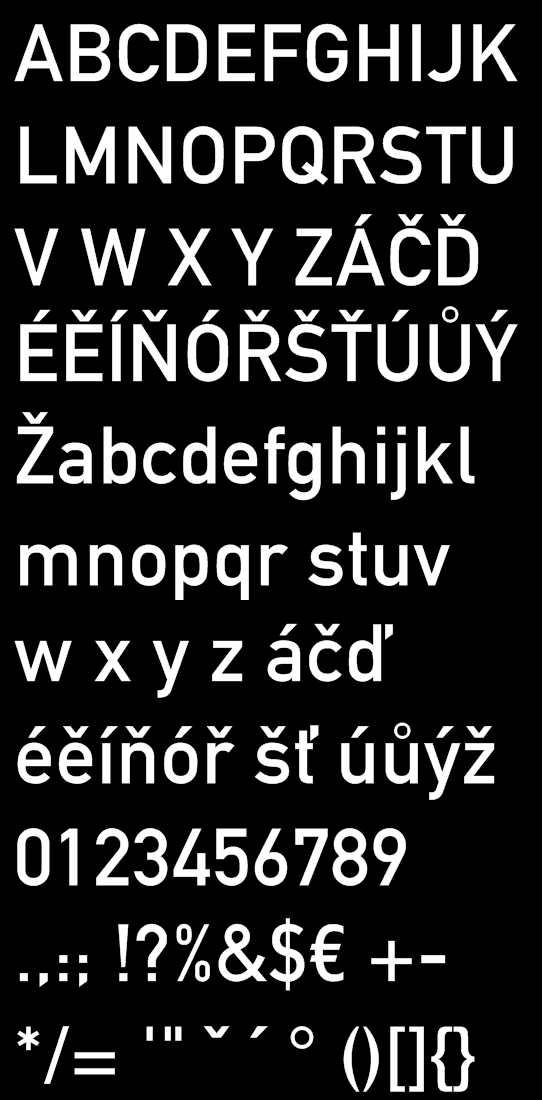 ABCDEFGHIJK
LMNOPQRSTU
V W X Y ZÁČĎ
ÉĚÍŇÓŘŠŤÚŮÝ
Žabcdefghijkl
mnopqr stuv
w x y z áčď
éěíňóř šť úůýž
0123456789
.,:; !?%&$€ +-
*/= '" ˇ ´ ° ()[]{}